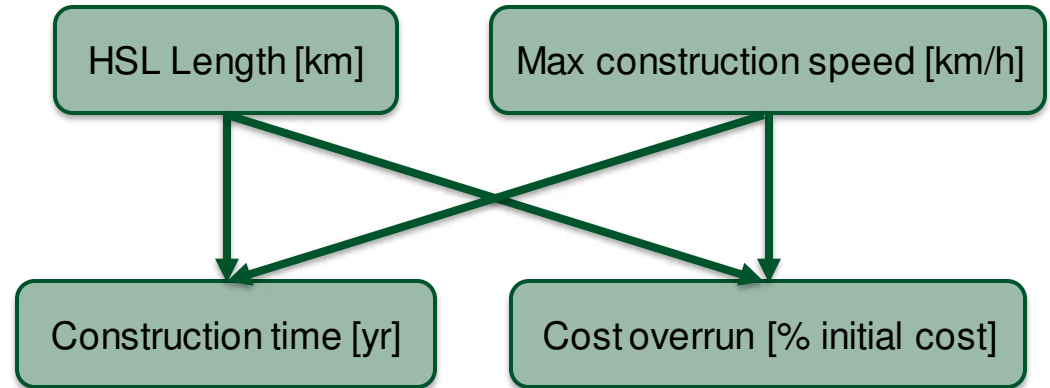 HSL Length [km]
Max construction speed [km/h]
Construction time [yr]
Cost overrun [% initial cost]